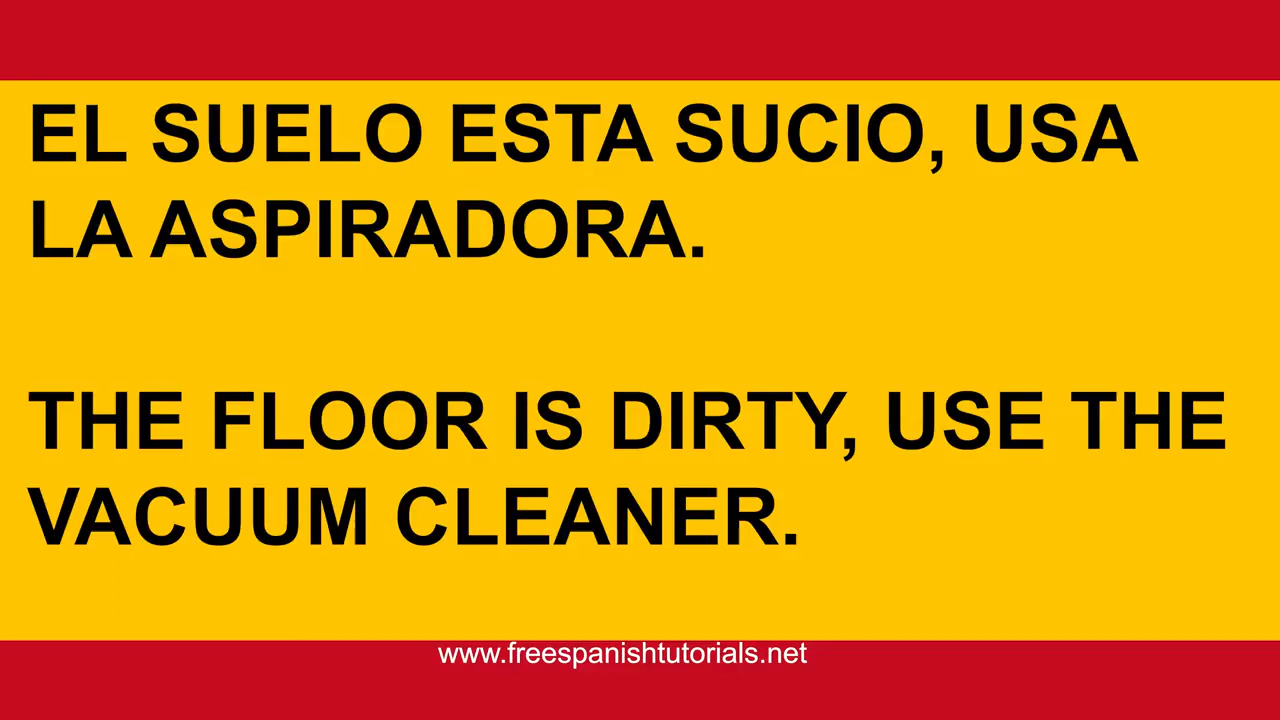 EL SUELO ESTA SUCIO, USA
LA ASPIRADORA.
THE FLOOR IS DIRTY, USE THE
VACUUM CLEANER.
www.freespanishtutorials.net